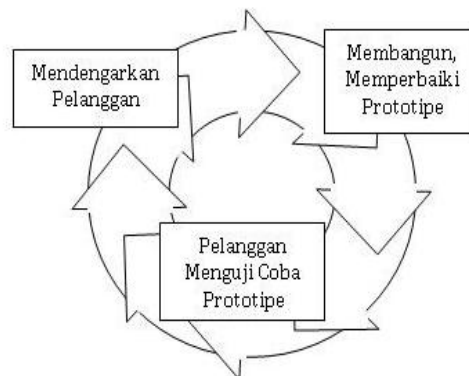 Mendengarkan
Pelanggan
Membangun,
Memperbaiki
Prototipe
Pelanggan
Menguji Coba
Prototipe